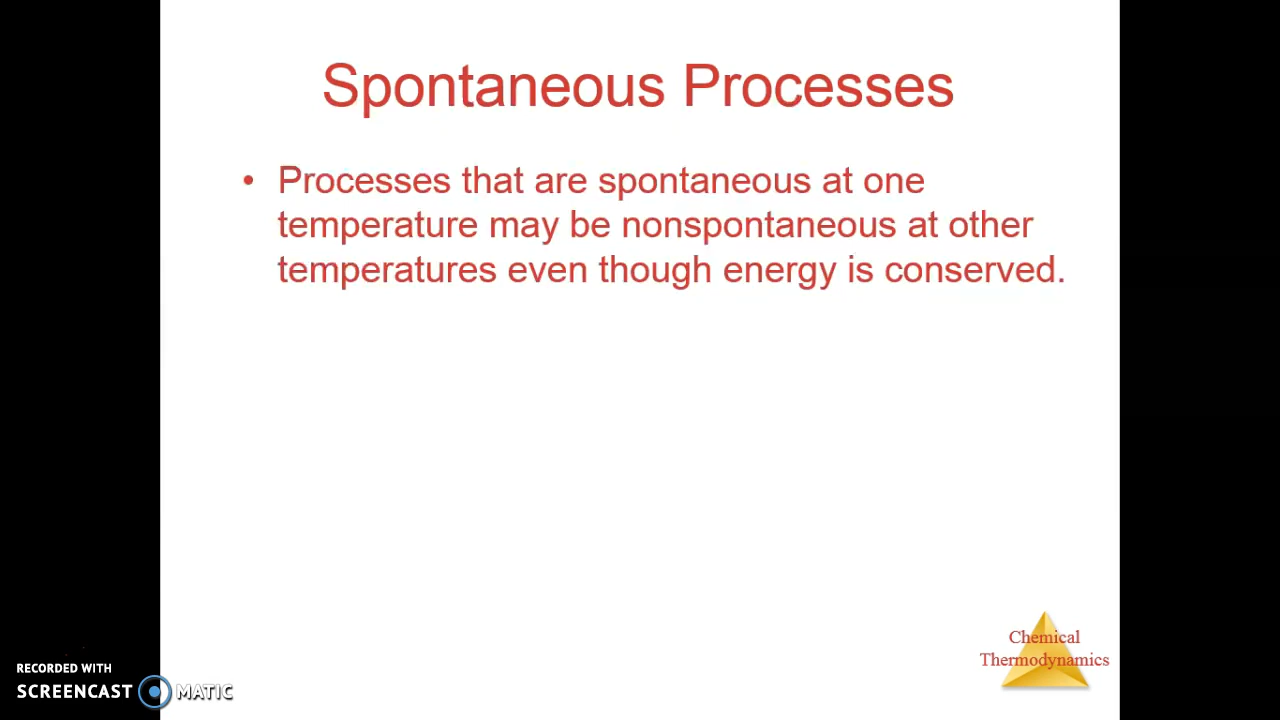 Spontaneous Processes
• Processes that are spontaneous at one
temperature may be nonspontaneous at other
temperatures even though energy is conserved.
Chemical
Thermodynamics
RECORDED WITH
SCREENCAST MATIC